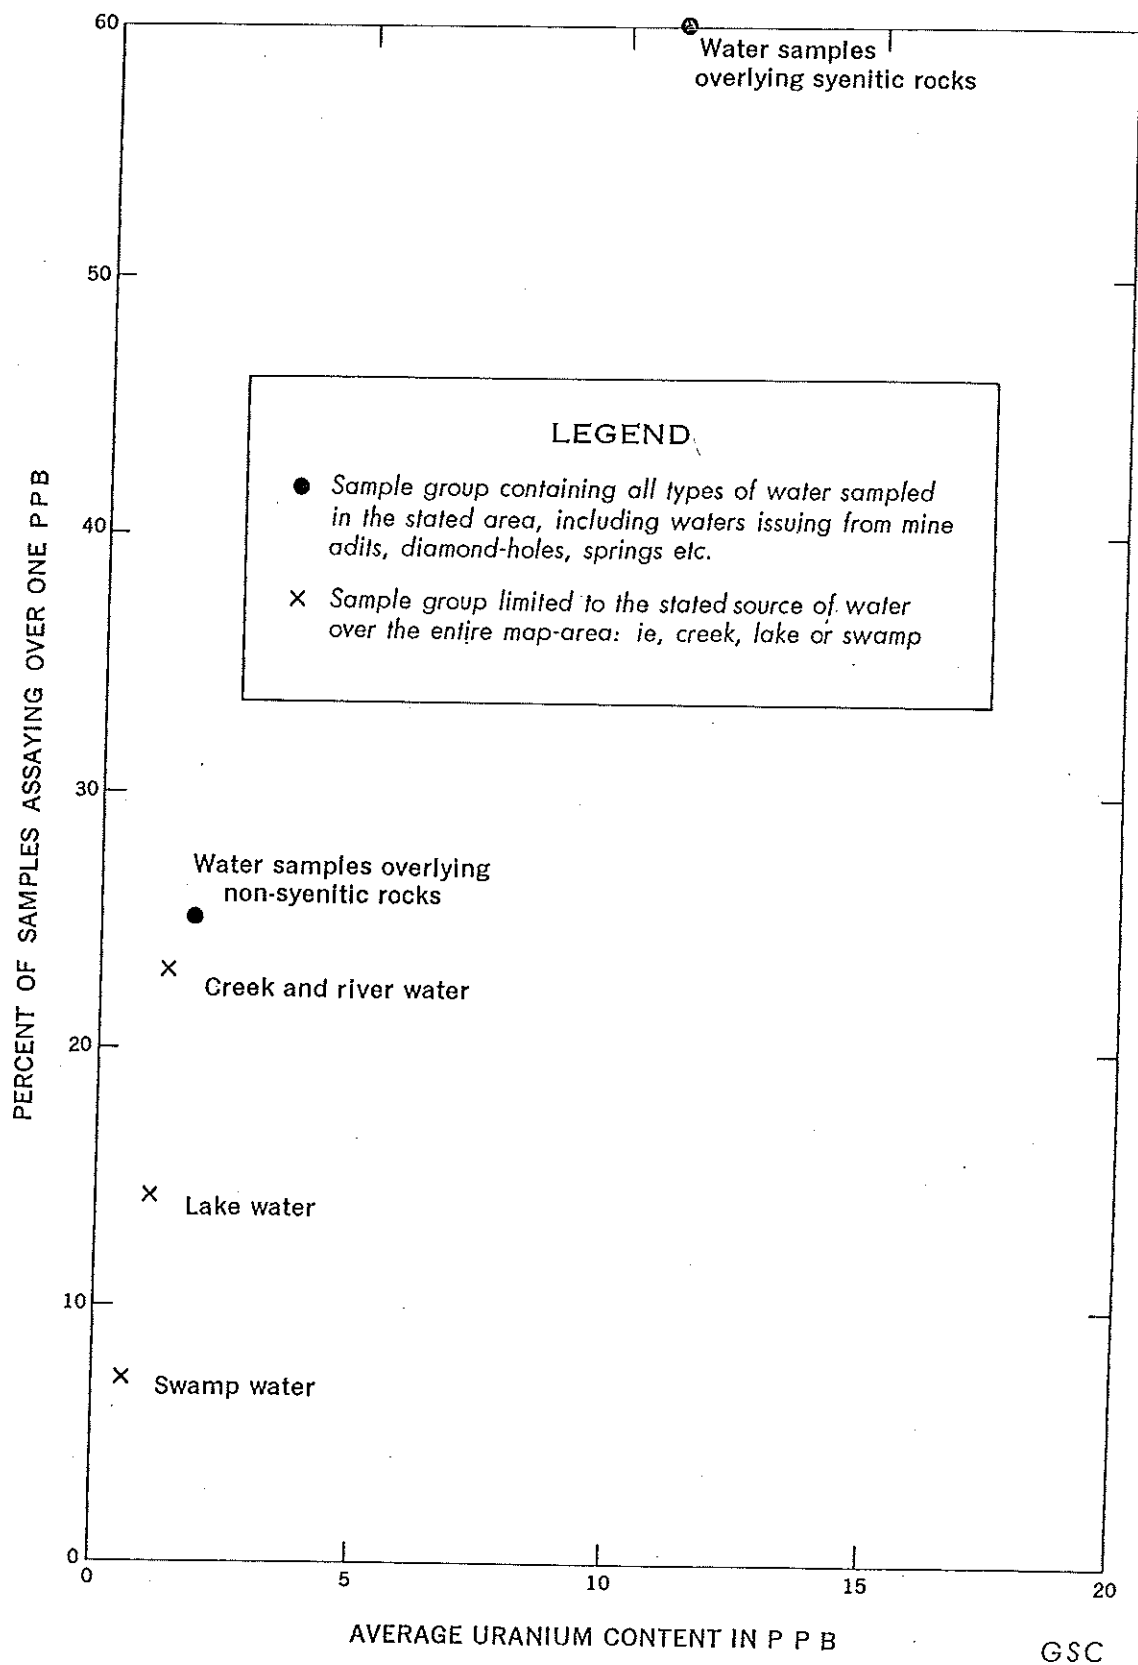 60
Water samples
overlying syenitic rocks
50
LEGEND
● Sample group containing all types of water sampled
in the stated area, including waters issuing from mine
adits, diamond-holes, springs etc.
× Sample group limited to the stated source of water
over the entire map-area: ie, creek, lake or swamp
40
PERCENT OF SAMPLES ASSAYING OVER ONE PPB
30
Water samples overlying
non-syenitic rocks
Creek and river water
20
Lake water
10
Swamp water
0
0 5 10 15 20
AVERAGE URANIUM CONTENT IN P P B
GSC